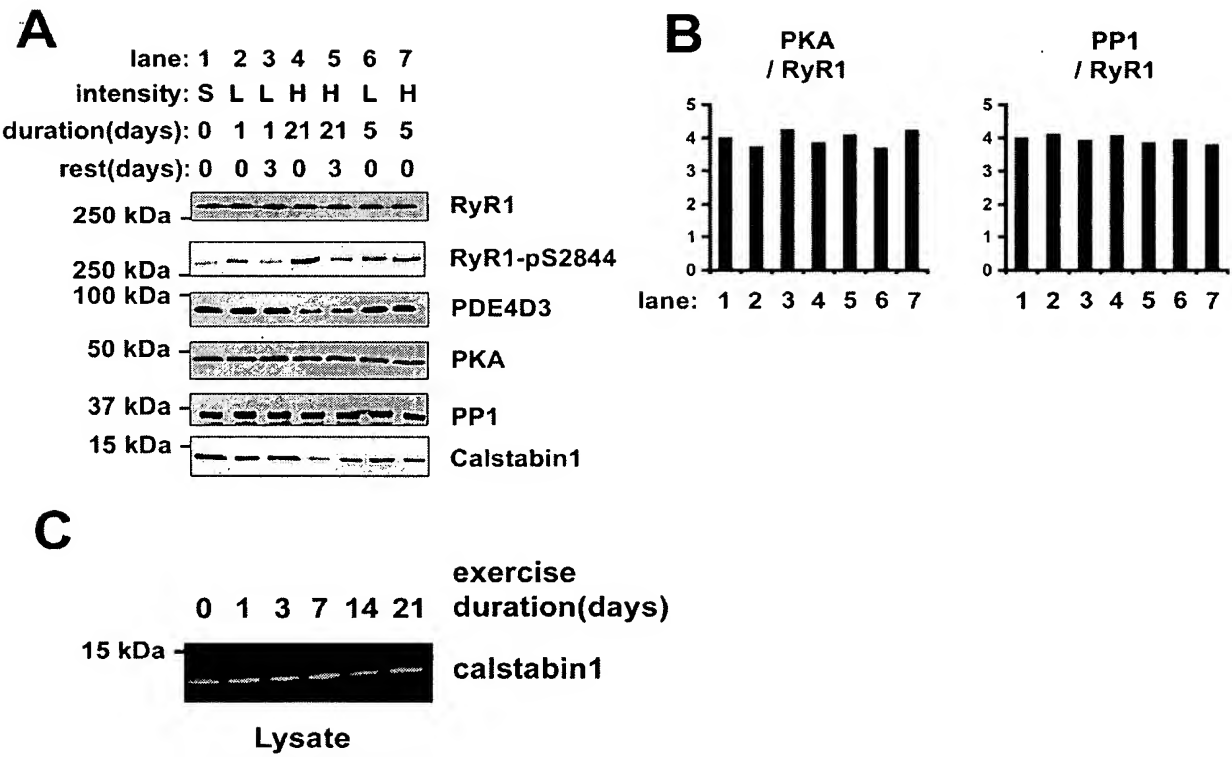 A
lane: 1 2 3 4 5 6 7
intensity: S L L H H L H
duration(days): 0 1 1 21 21 5 5
rest(days): 0 0 3 0 3 0 0
250 kDa
RyR1
250 kDa
RyR1-pS2844
100 kDa
PDE4D3
50 kDa
PKA
37 kDa
PP1
15 kDa
Calstabin1
B
PKA
/ RyR1
5
4
3
2
1
0
lane: 1 2 3 4 5 6 7
PP1
/ RyR1
5
4
3
2
1
0
1 2 3 4 5 6 7
C
exercise
0 1 3 7 14 21 duration(days)
15 kDa
calstabin1
Lysate